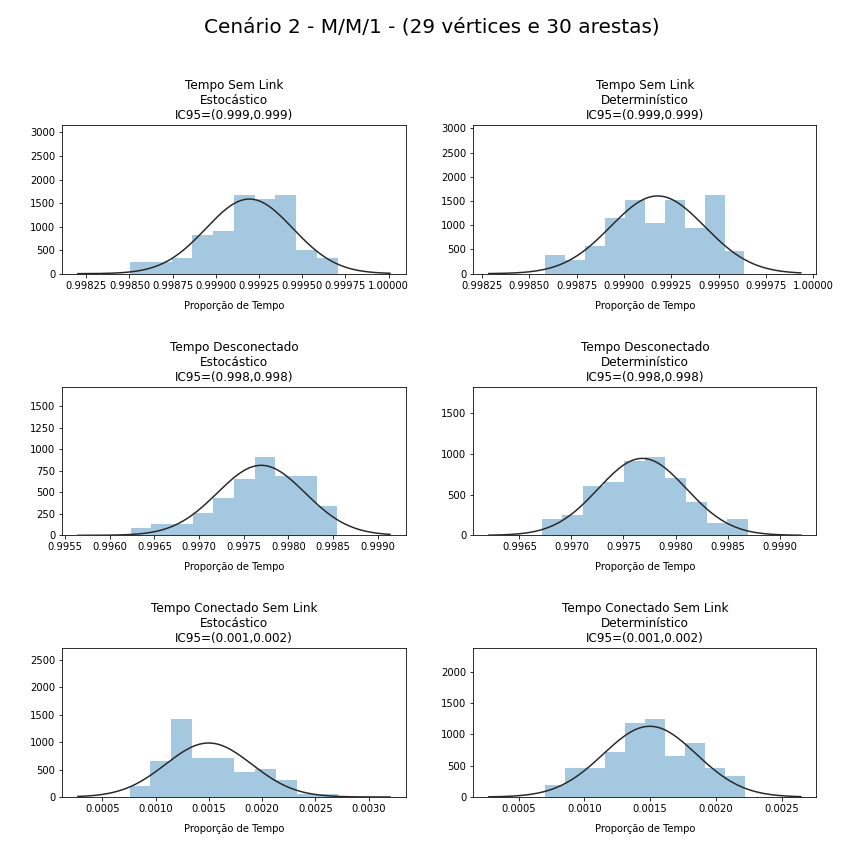 Cenário 2 - M/M/1 - (29 vértices e 30 arestas)
Tempo Sem Link
Estocástico
IC95=(0.999,0.999)
3000
2500
2000
1500
1000
500
0
0.99825 0.99850 0.99875 0.99900 0.99925 0.99950 0.99975 1.00000
Proporção de Tempo
Tempo Sem Link
Determinístico
IC95=(0.999,0.999)
3000
2500
2000
1500
1000
500
0
0.99825 0.99850 0.99875 0.99900 0.99925 0.99950 0.99975 1.00000
Proporção de Tempo
Tempo Desconectado
Estocástico
IC95=(0.998,0.998)
1500
1250
1000
750
500
250
0
0.9955 0.9960 0.9965 0.9970 0.9975 0.9980 0.9985 0.9990
Proporção de Tempo
Tempo Desconectado
Determinístico
IC95=(0.998,0.998)
1500
1000
500
0
0.9965 0.9970 0.9975 0.9980 0.9985 0.9990
Proporção de Tempo
Tempo Conectado Sem Link
Estocástico
IC95=(0.001,0.002)
2500
2000
1500
1000
500
0
0.0005 0.0010 0.0015 0.0020 0.0025 0.0030
Proporção de Tempo
Tempo Conectado Sem Link
Determinístico
IC95=(0.001,0.002)
2000
1500
1000
500
0
0.0005 0.0010 0.0015 0.0020 0.0025
Proporção de Tempo